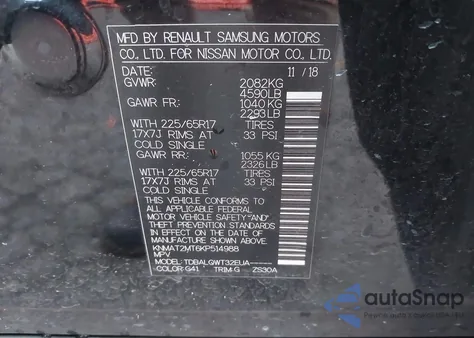 MFD BY RENAULT SAMSUNG MOTORS
CO., LTD. FOR NISSAN MOTOR CO., LTD.
DATE: 11 / 18
GVWR: 2082KG
4590LB
GAWR FR: 1040 KG
2293LB
WITH 225/65R17 TIRES
17X7J RIMS AT 33 PSI
COLD SINGLE
GAWR RR: 1055 KG
2326LB
WITH 225/65R17 TIRES
17X7J RIMS AT 33 PSI
COLD SINGLE
THIS VEHICLE CONFORMS TO
ALL APPLICABLE FEDERAL
MOTOR VEHICLE SAFETY "AND"
THEFT PREVENTION STANDARDS
IN EFFECT ON THE DATE OF
MANUFACTURE SHOWN ABOVE.
KNMAT2MT6KP514988
MPV
MODEL: TDBALGWT32EUA-----
COLOR: G41 TRIM: G ZS30A
autoSnap